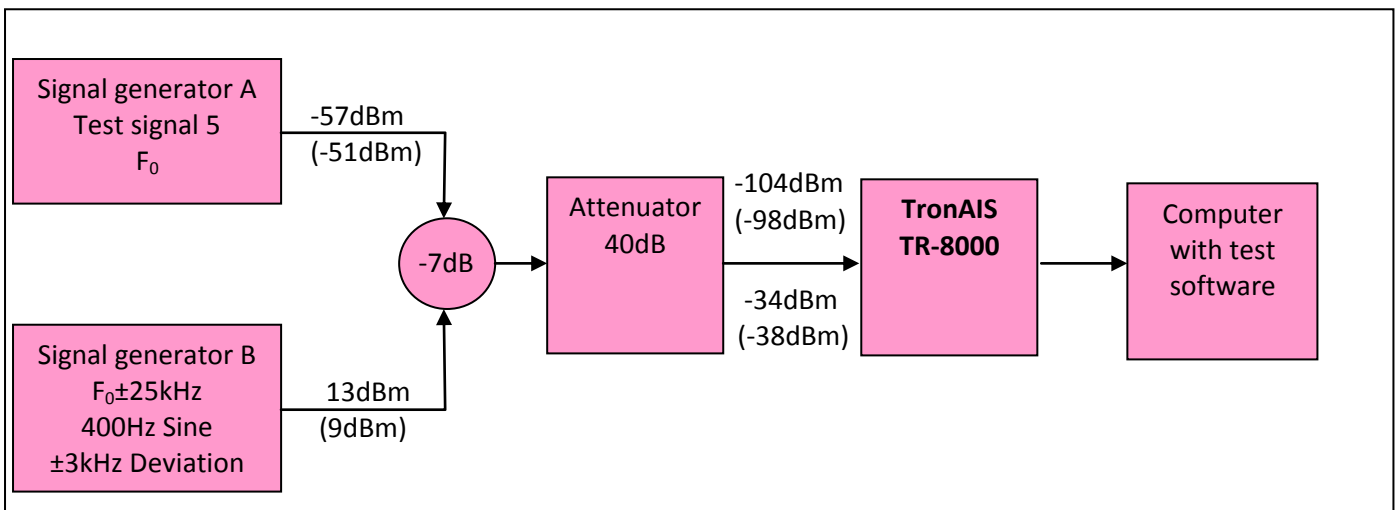 Signal generator A
Test signal 5
F₀
-57dBm
(-51dBm)
-7dB
Signal generator B
F₀±25kHz
400Hz Sine
±3kHz Deviation
13dBm
(9dBm)
Attenuator
40dB
-104dBm
(-98dBm)
-34dBm
(-38dBm)
TronAIS
TR-8000
Computer
with test
software